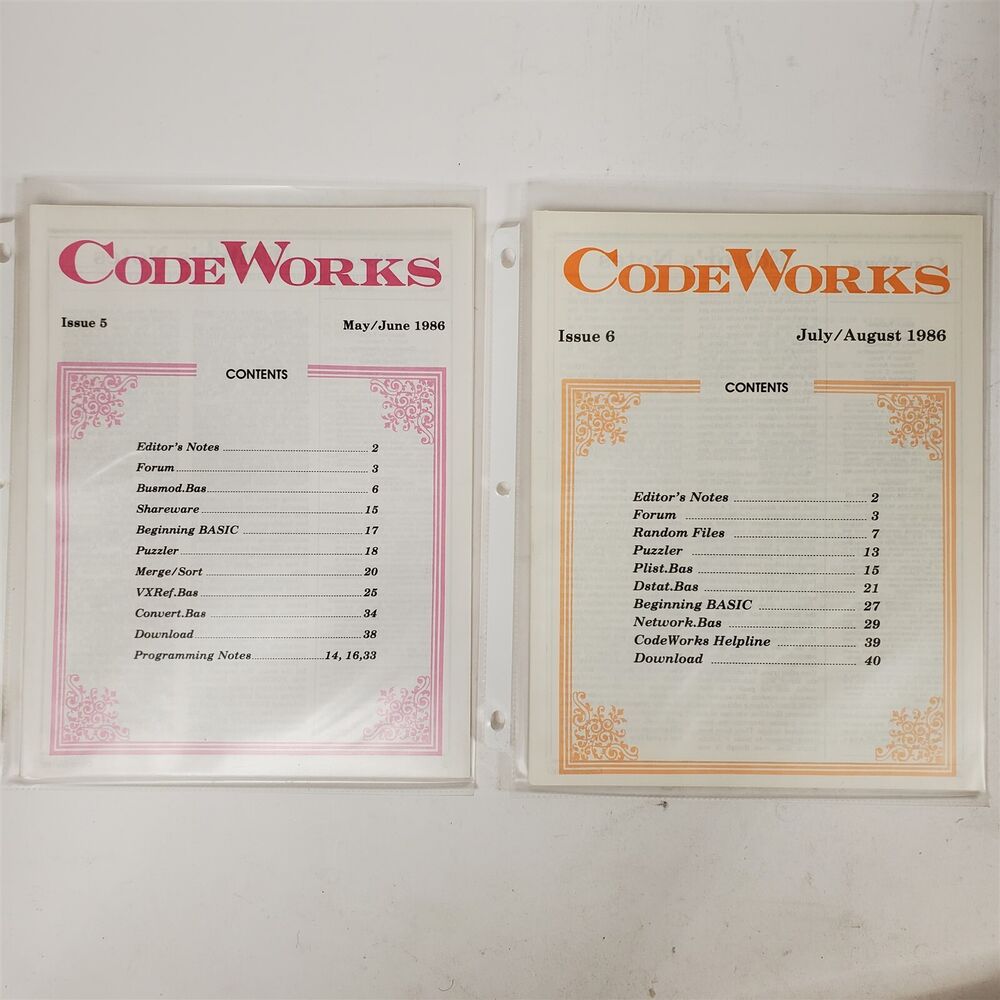 CODEWORKS
Issue 5 May/June 1986
CONTENTS
Editor's Notes ........................................ 2
Forum ........................................ 3
Busmod.Bas ........................................ 6
Shareware ........................................ 15
Beginning BASIC ........................................ 17
Puzzler ........................................ 18
Merge/Sort ........................................ 20
VXRef.Bas ........................................ 25
Convert.Bas ........................................ 34
Download ........................................ 38
Programming Notes ........................................ 14, 16,33
CODEWORKS
Issue 6 July/August 1986
CONTENTS
Editor's Notes ........................................ 2
Forum ........................................ 3
Random Files ........................................ 7
Puzzler ........................................ 13
Plist.Bas ........................................ 15
Dstat.Bas ........................................ 21
Beginning BASIC ........................................ 27
Network.Bas ........................................ 29
CodeWorks Helpline ........................................ 39
Download ........................................ 40